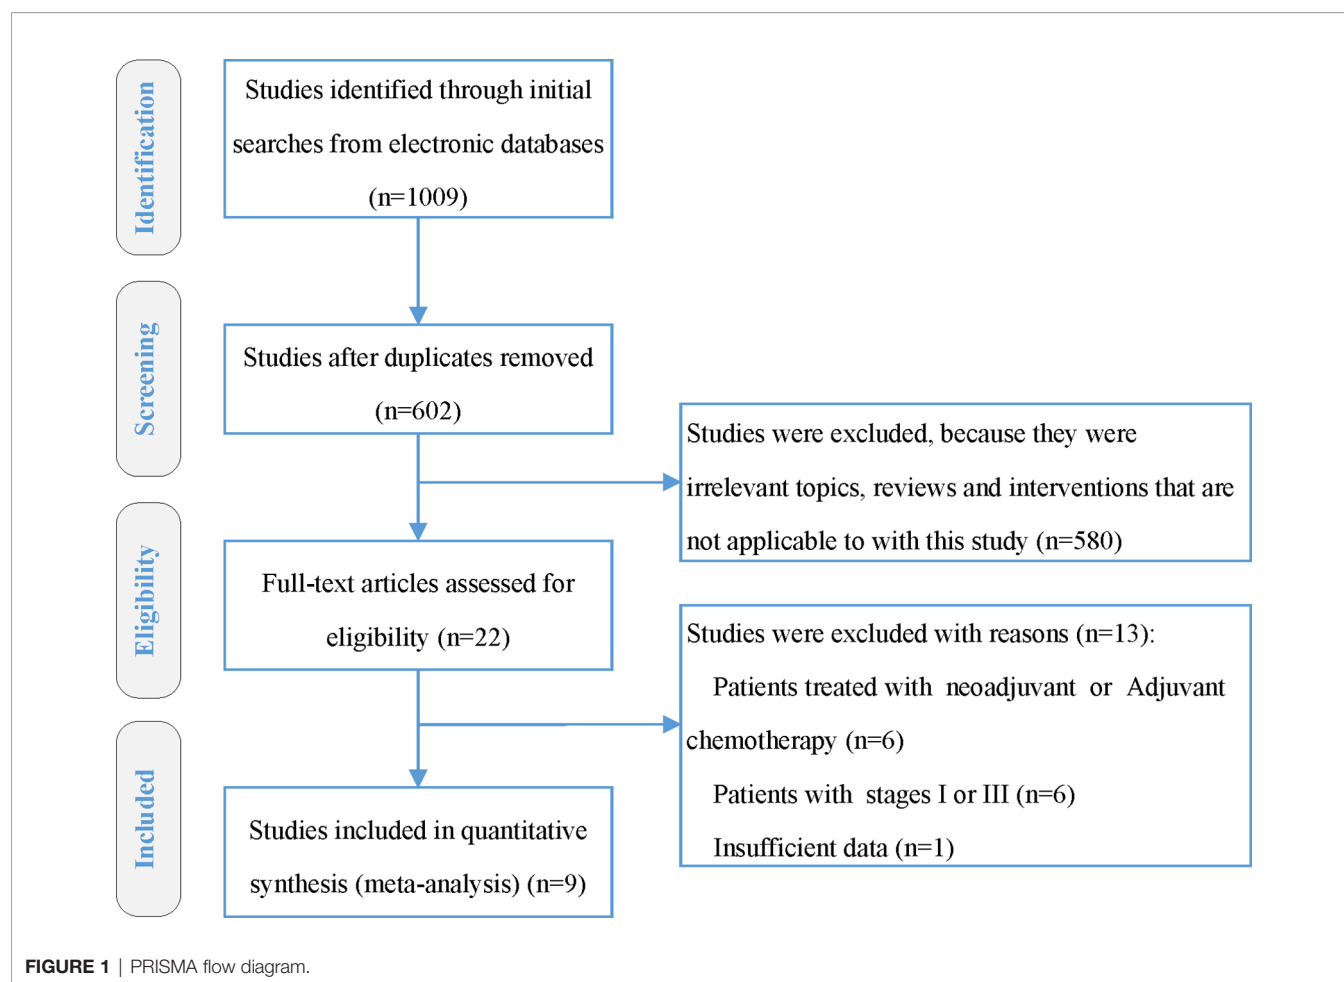 Identification
Studies identified through initial
searches from electronic databases
(n=1009)
Screening
Studies after duplicates removed
(n=602)
Studies were excluded, because they were
irrelevant topics, reviews and interventions that are
not applicable to with this study (n=580)
Eligibility
Full-text articles assessed for
eligibility (n=22)
Studies were excluded with reasons (n=13):
Patients treated with neoadjuvant or Adjuvant
chemotherapy (n=6)
Patients with stages I or III (n=6)
Insufficient data (n=1)
Included
Studies included in quantitative
synthesis (meta-analysis) (n=9)
FIGURE 1 | PRISMA flow diagram.